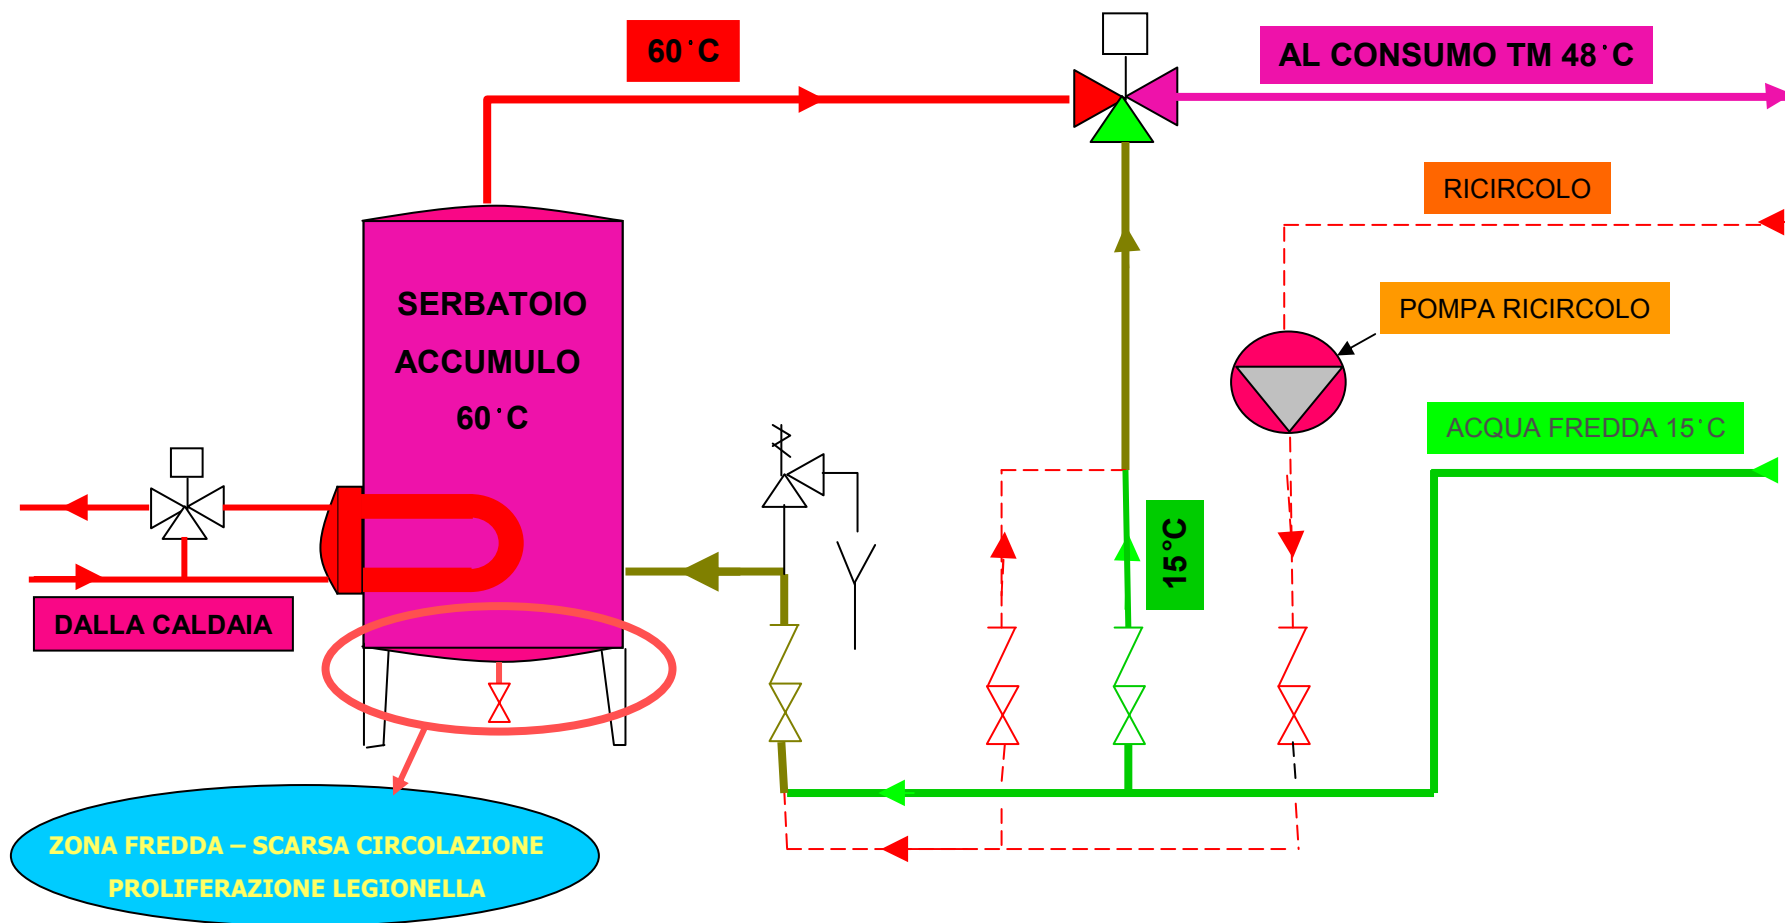 60°C
AL CONSUMO TM 48°C
RICIRCOLO
POMPA RICIRCOLO
SERBATOIO
ACCUMULO
60°C
ACQUA FREDDA 15°C
15°C
DALLA CALDAIA
ZONA FREDDA – SCARSA CIRCOLAZIONE
PROLIFERAZIONE LEGIONELLA